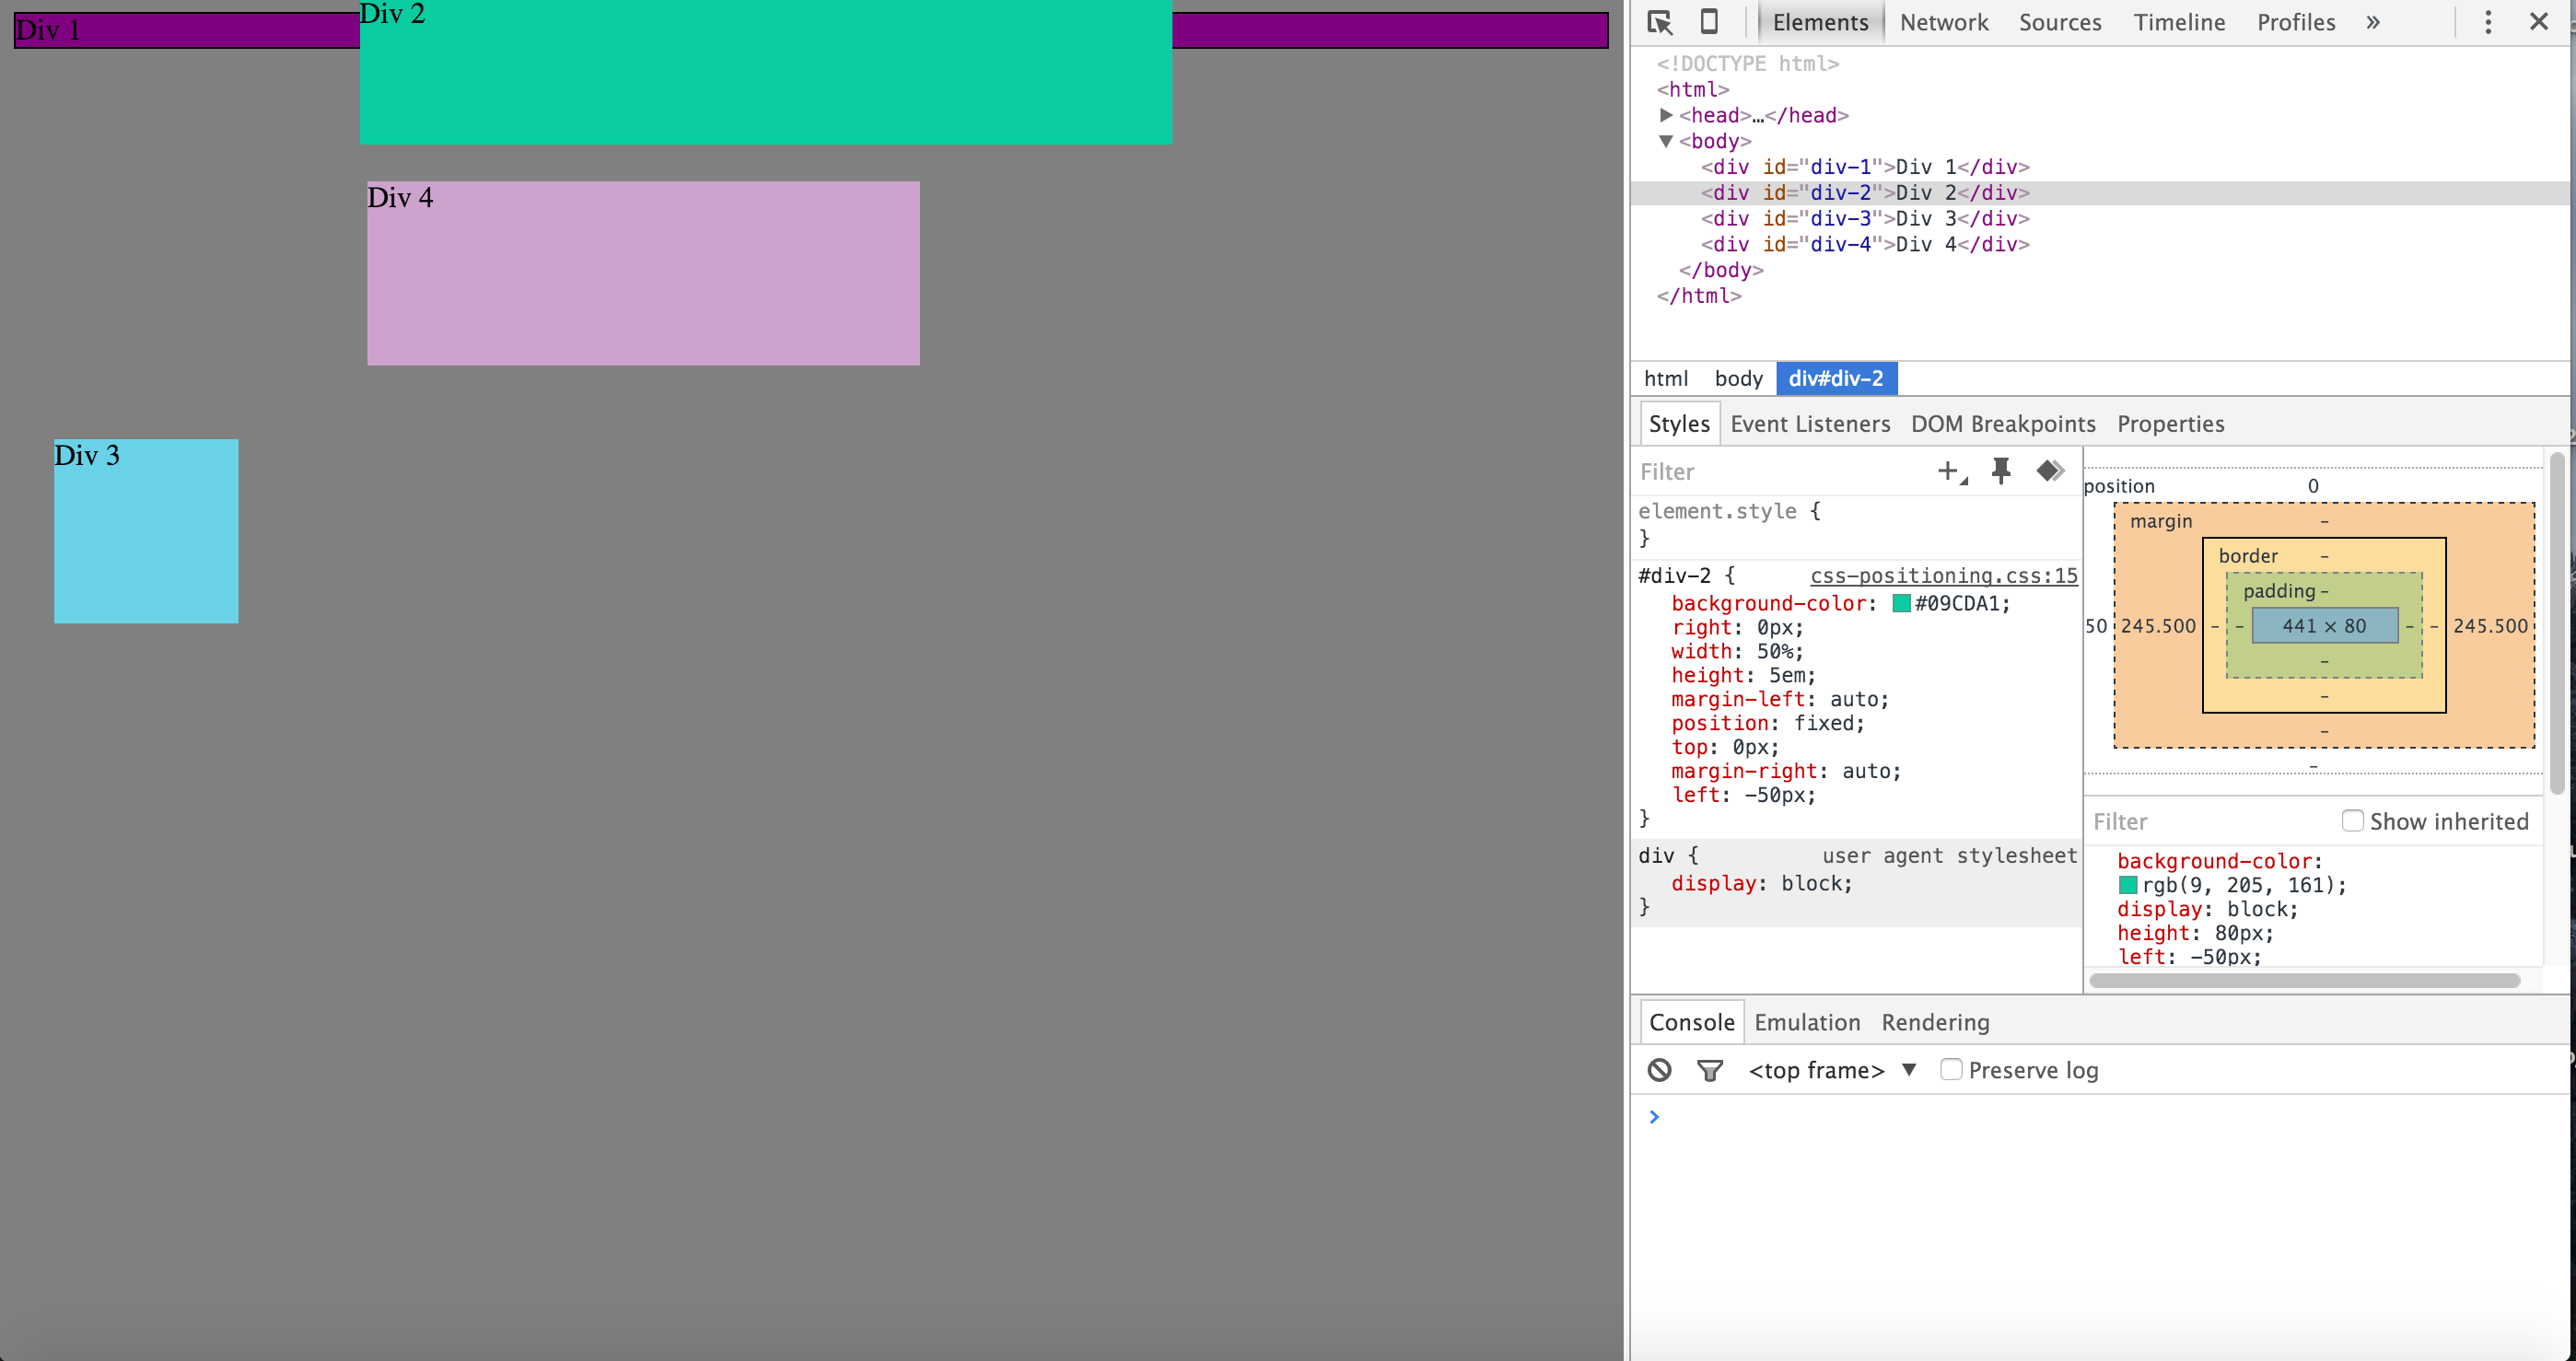 Div 1
Div 2
Div 4
Div 3
Elements Network Sources Timeline Profiles »
<!DOCTYPE html>
<html>
▶<head>…</head>
▼<body>
<div id="div-1">Div 1</div>
<div id="div-2">Div 2</div>
<div id="div-3">Div 3</div>
<div id="div-4">Div 4</div>
</body>
</html>
html body div#div-2
Styles Event Listeners DOM Breakpoints Properties
Filter
element.style {
}
#div-2 { css-positioning.css:15
background-color: #09CDA1;
right: 0px;
width: 50%;
height: 5em;
margin-left: auto;
position: fixed;
top: 0px;
margin-right: auto;
left: -50px;
}
div { user agent stylesheet
display: block;
}
position 0
margin –
border –
padding –
50 245.500 – – 441 × 80 – – 245.500
–
–
–
–
Filter Show inherited
background-color:
rgb(9, 205, 161);
display: block;
height: 80px;
left: -50px;
Console Emulation Rendering
<top frame> ▼ Preserve log
>